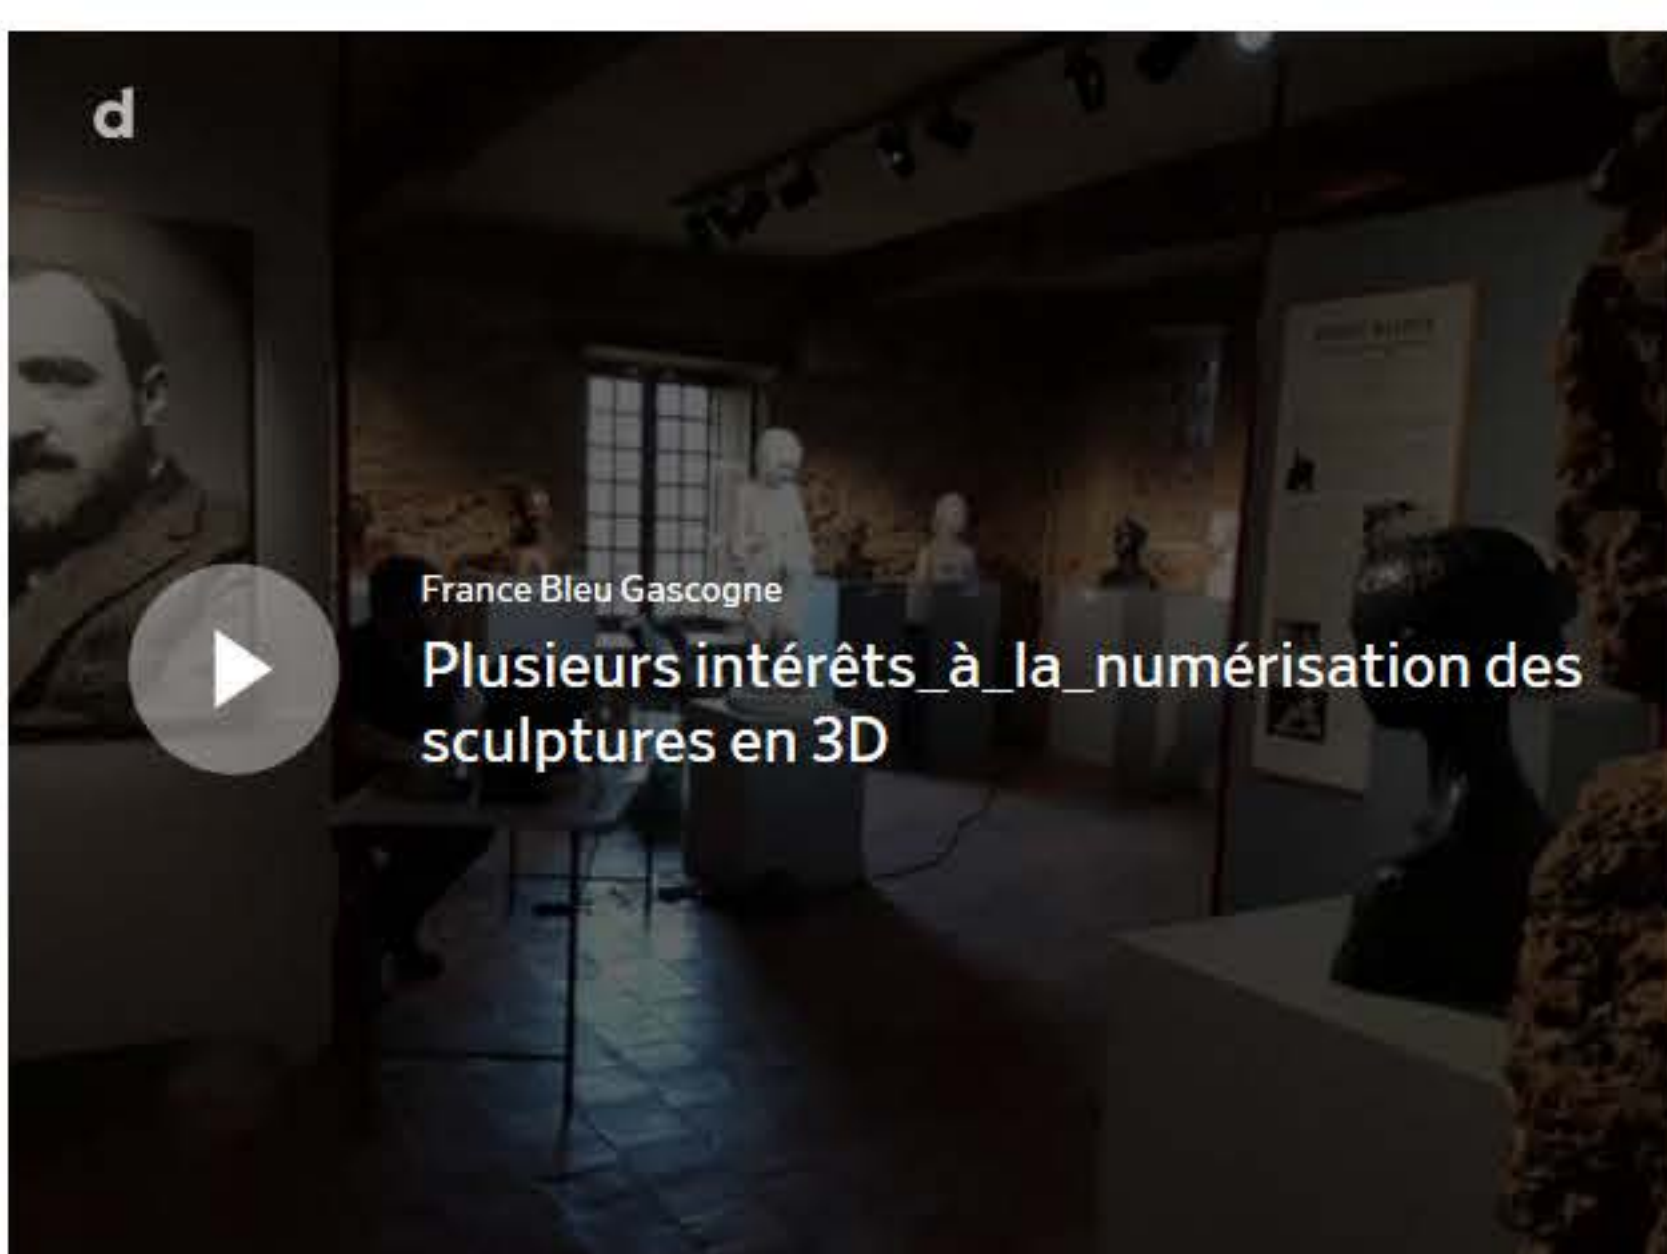 d
France Bleu Gascogne
Plusieurs intérêts_à_la_numérisation des
sculptures en 3D